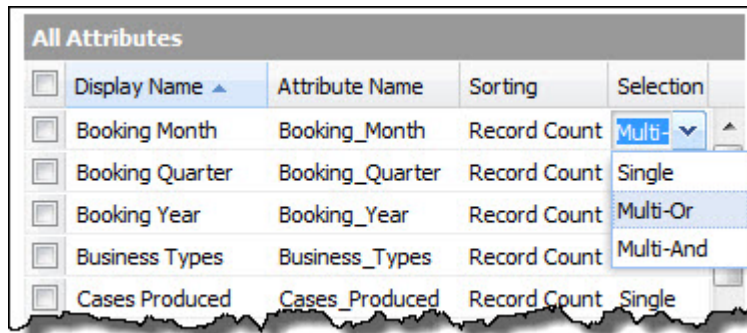 All Attributes
Display Name Attribute Name Sorting Selection
Booking Month Booking_Month Record Count Multi-
Booking Quarter Booking_Quarter Record Count Single
Booking Year Booking_Year Record Count Multi-Or
Business Types Business_Types Record Count Multi-And
Cases Produced Cases_Produced Record Count Single